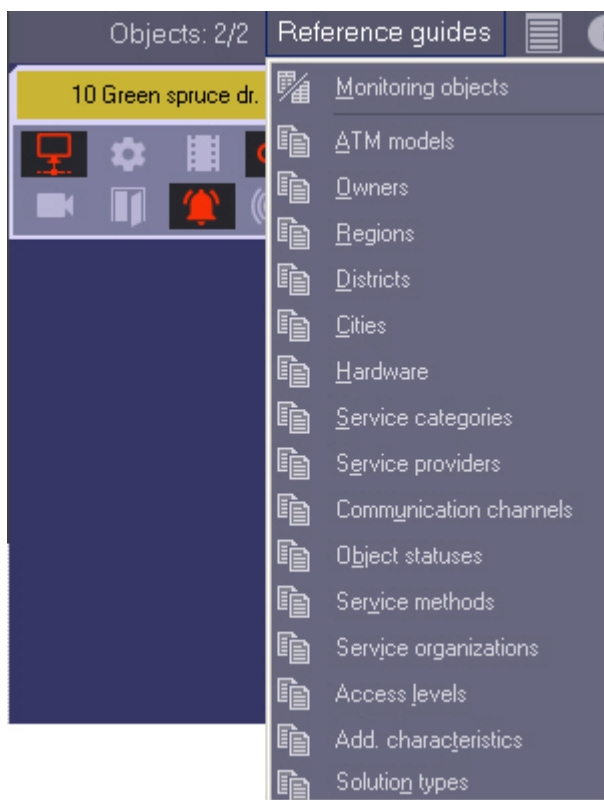 Objects: 2/2 Reference guides
10 Green spruce dr.
Monitoring objects
ATM models
Owners
Regions
Districts
Cities
Hardware
Service categories
Service providers
Communication channels
Object statuses
Service methods
Service organizations
Access levels
Add. characteristics
Solution types